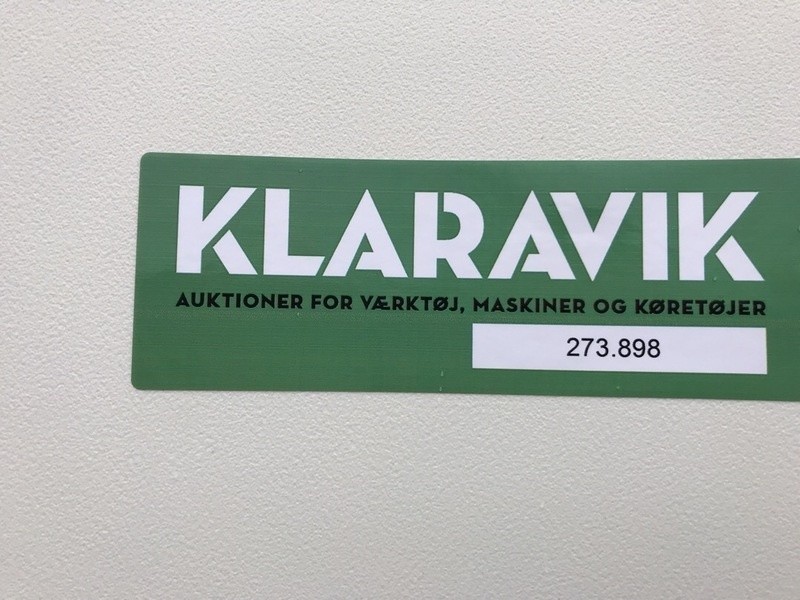 KLARAVIK
AUKTIONER FOR VÆRKTØJ, MASKINER OG KØRETØJER
273.898